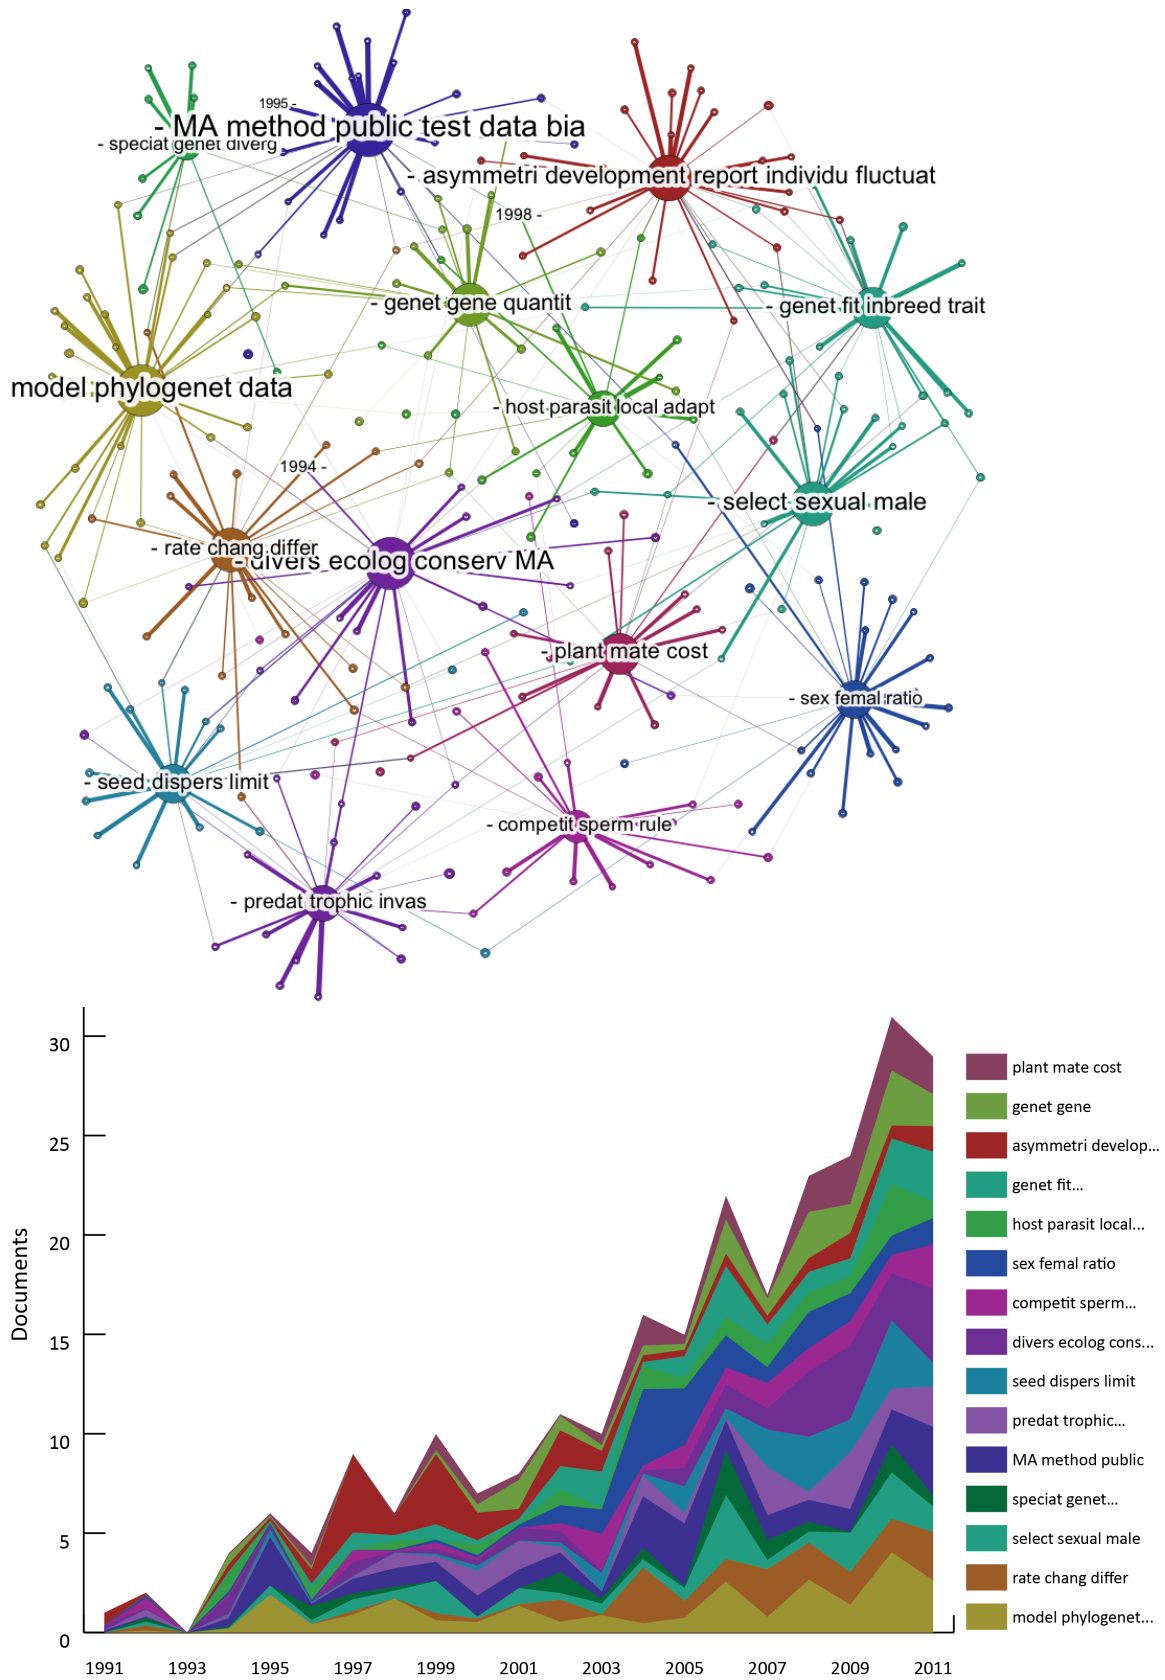 1995 -
- MA method public test data bia
- speciat genet diverg
- asymmetri development report individu fluctuat
1998 -
- genet gene quantit
- genet fit inbreed trait
model phylogenet data
- host parasit local adapt
1994 -
- select sexual male
- rate chang differ
- divers ecolog conserv MA
- plant mate cost
- sex femal ratio
- seed dispers limit
- competit sperm rule
- predat trophic invas
Documents
30
25
20
15
10
5
0
1991
1993
1995
1997
1999
2001
2003
2005
2007
2009
2011
plant mate cost
genet gene
asymmetri develop...
genet fit...
host parasit local...
sex femal ratio
competit sperm...
divers ecolog cons...
seed dispers limit
predat trophic...
MA method public
speciat genet...
select sexual male
rate chang differ
model phylogenet...